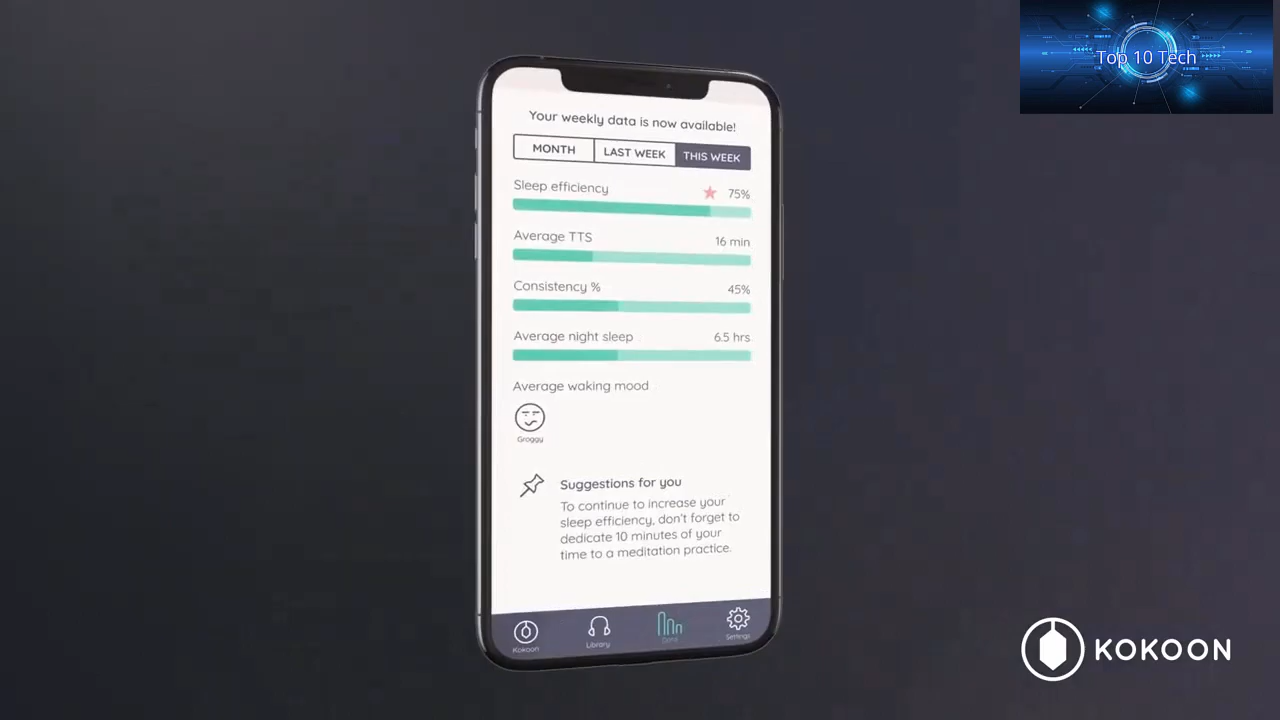 Top 10 Tech
Your weekly data is now available!
MONTH
LAST WEEK
THIS WEEK
Sleep efficiency
75%
Average TTS
16 min
Consistency %
45%
Average night sleep
6.5 hrs
Average waking mood
Groggy
Suggestions for you
To continue to increase your
sleep efficiency, don't forget to
dedicate 10 minutes of your
time to a meditation practice.
Kokoon
Library
Data
Settings
KOKOON